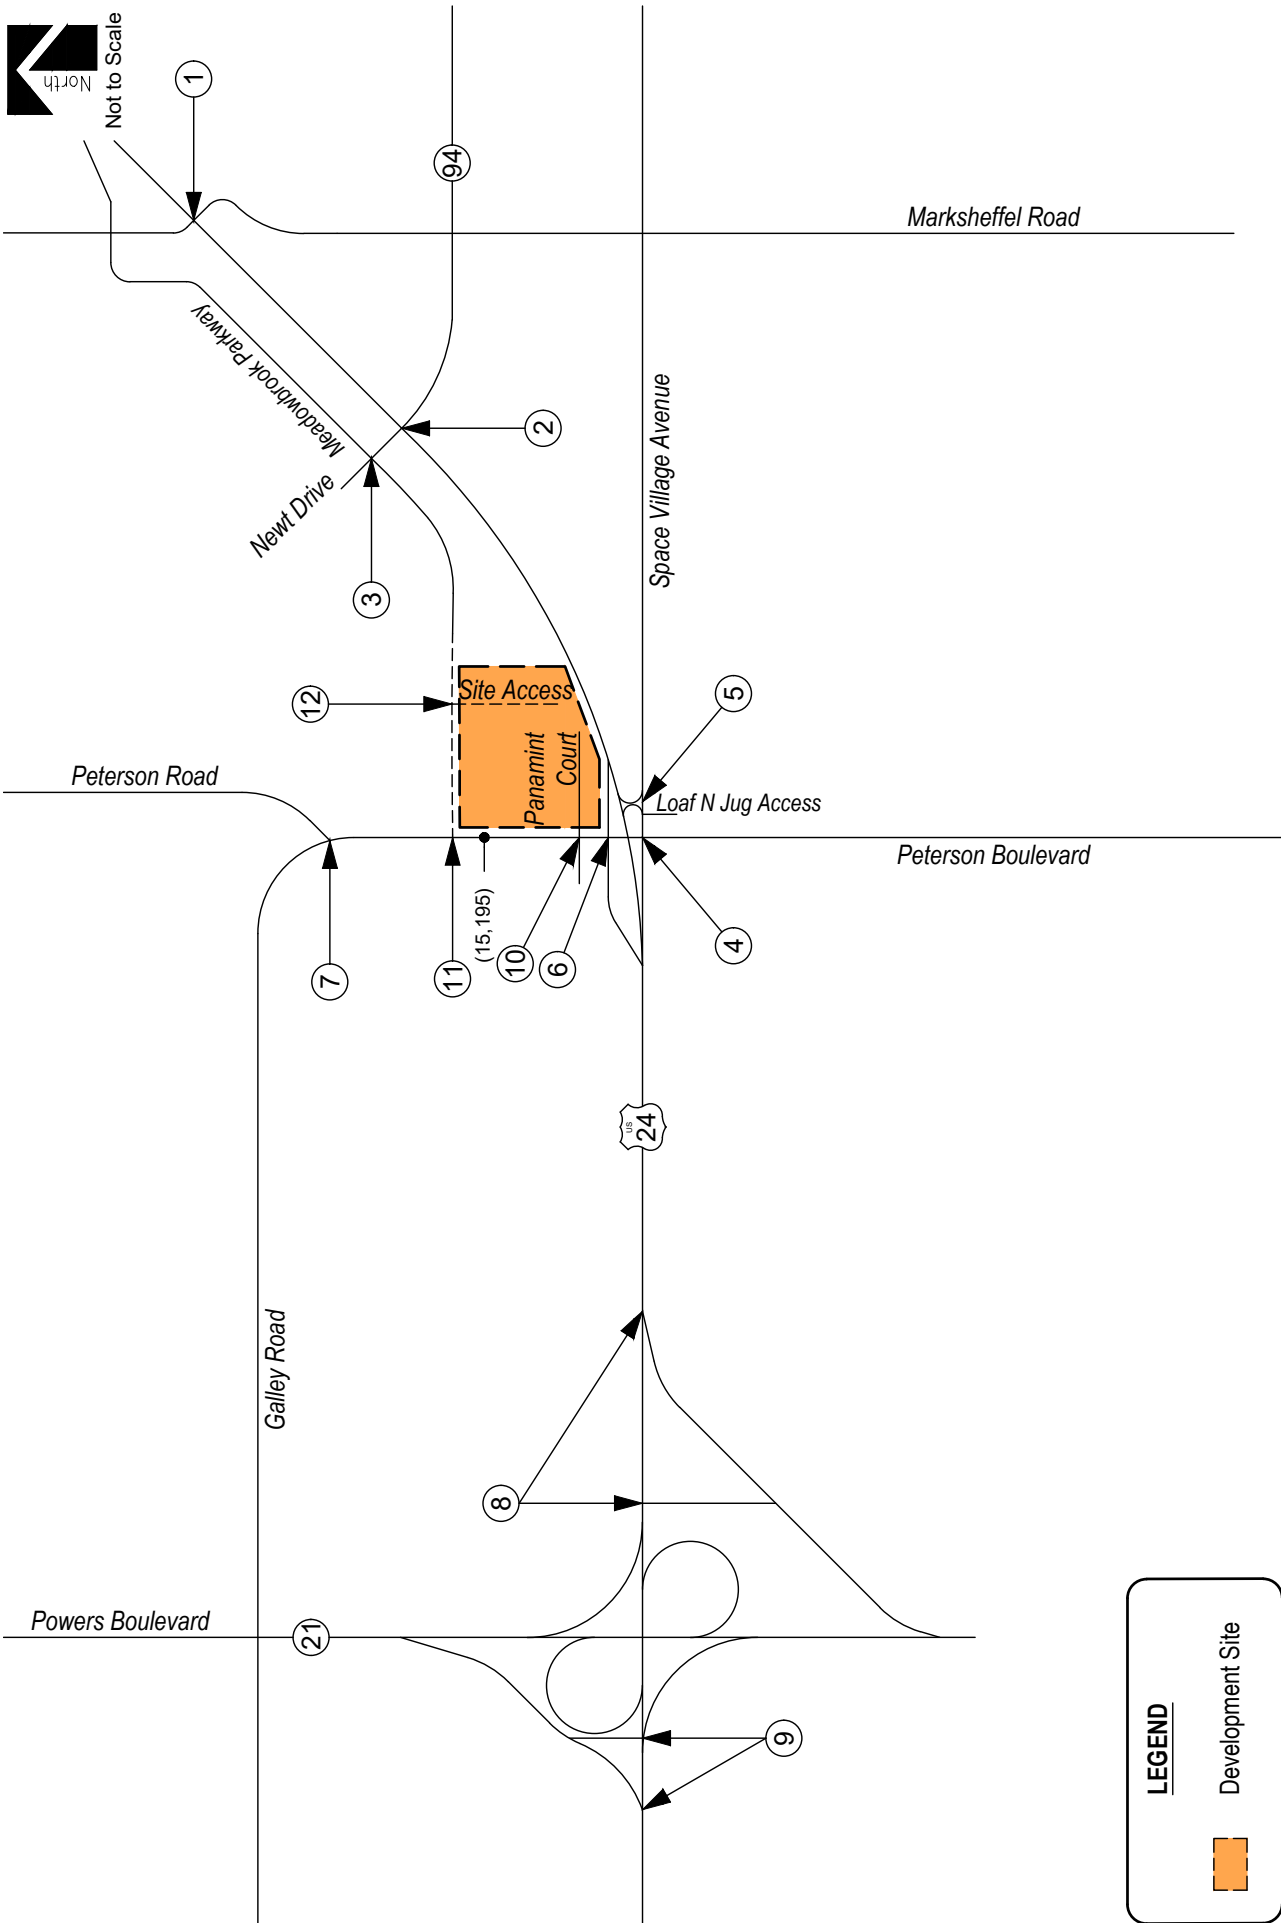 North
Not to Scale
1
94
Marksheffel Road
Meadowbrook Parkway
2
Newt Drive
3
Space Village Avenue
12
Site Access
5
Panamint
Court
Peterson Road
Loaf N Jug Access
Peterson Boulevard
7
11
(15,195)
10
6
4
US
24
Galley Road
8
Powers Boulevard
21
9
LEGEND
Development Site